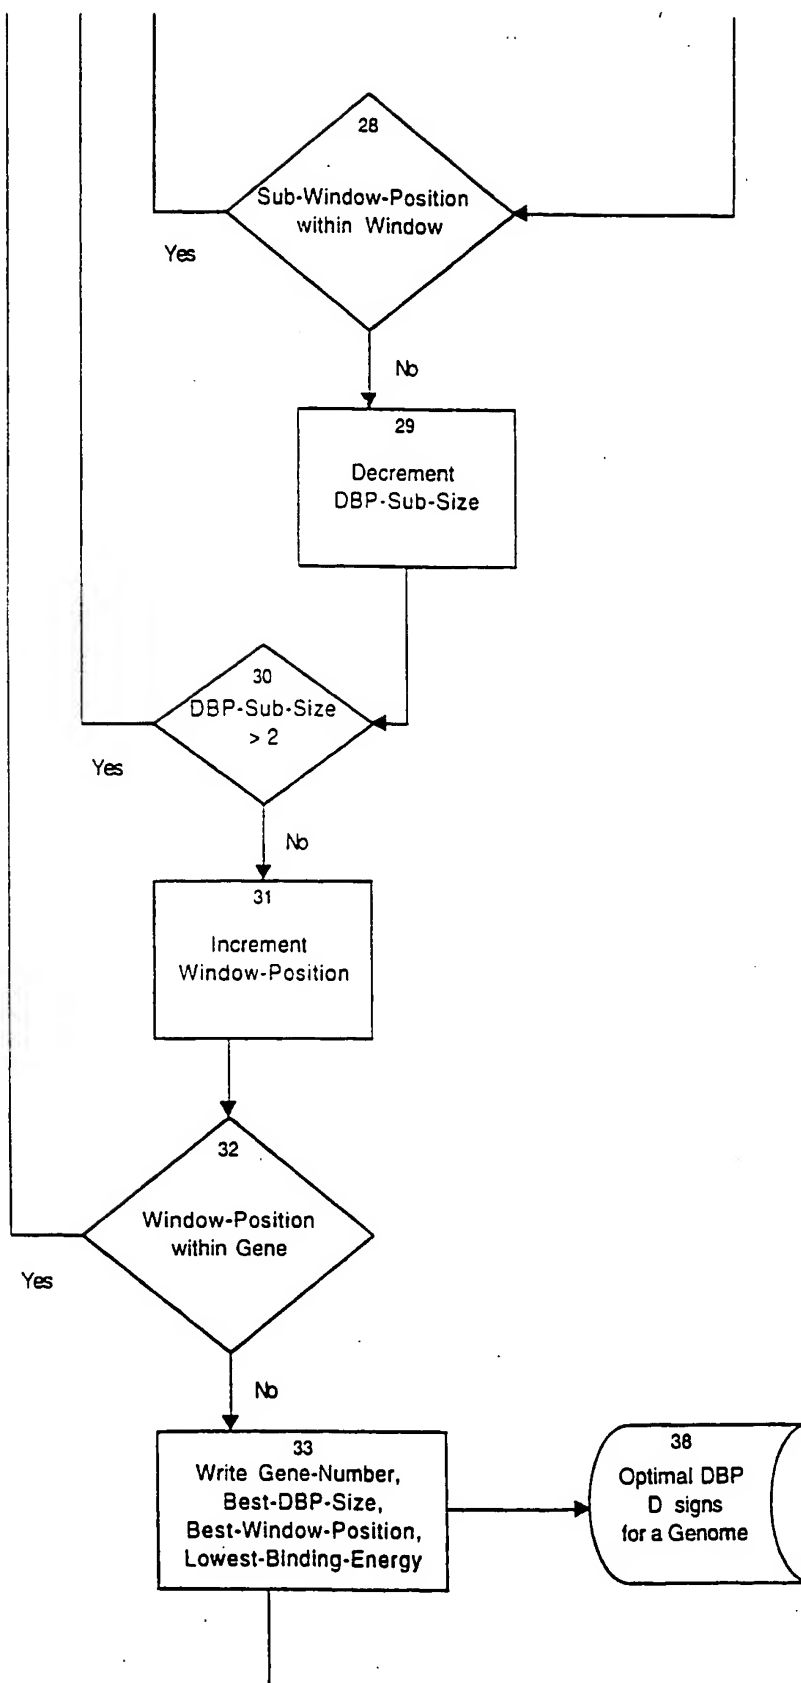 28
Sub-Window-Position
within Window
Yes
No
29
Decrement
DBP-Sub-Size
30
DBP-Sub-Size
> 2
Yes
No
31
Increment
Window-Position
32
Window-Position
within Gene
Yes
No
33
Write Gene-Number,
Best-DBP-Size,
Best-Window-Position,
Lowest-Binding-Energy
38
Optimal DBP
D signs
for a Genome